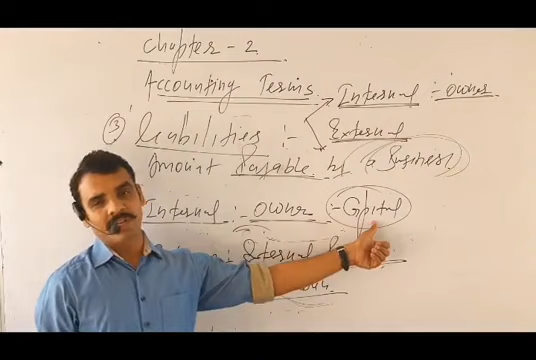 Chapter - 2
Accounting Terms
Internal :- owner
③ Liabilities :-
External
Amount Payable by (a Business)
Internal :- owner :- Capital
External